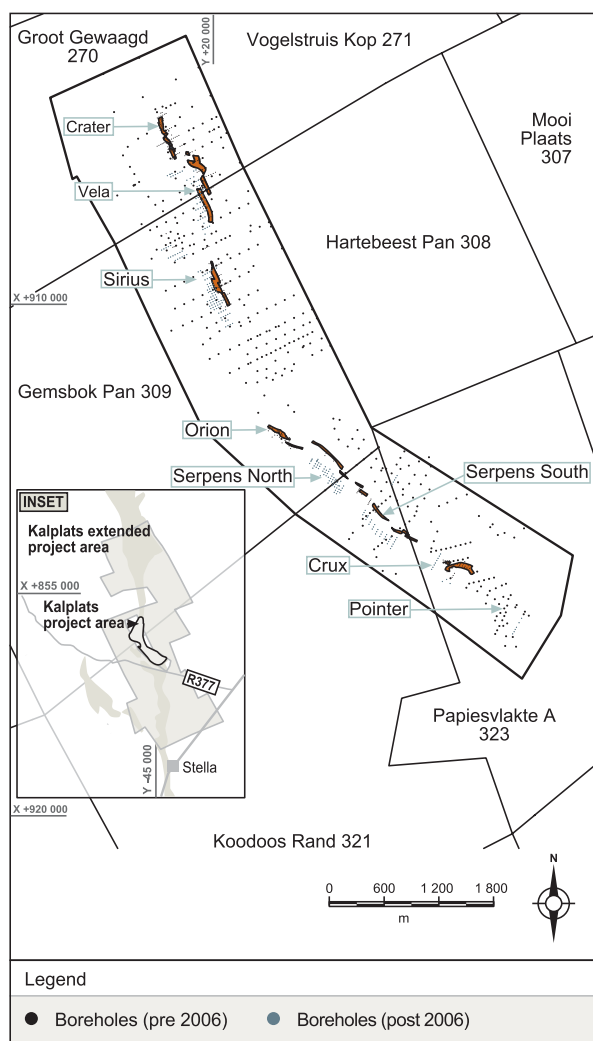 Groot Gewaagd
270
Y +20 000
Vogelstruis Kop 271
Crater
Mooi
Plaats
307
Vela
Hartebeest Pan 308
Sirius
X +910 000
Gemsbok Pan 309
Orion
Serpens North
Serpens South
INSET
Kalplats extended
project area
Crux
X +855 000
Kalplats
project area
Pointer
R377
Papiesvlakte A
323
Y -45 000
Stella
X +920 000
Koodoos Rand 321
N
0 600 1 200 1 800
m
Legend
Boreholes (pre 2006) Boreholes (post 2006)